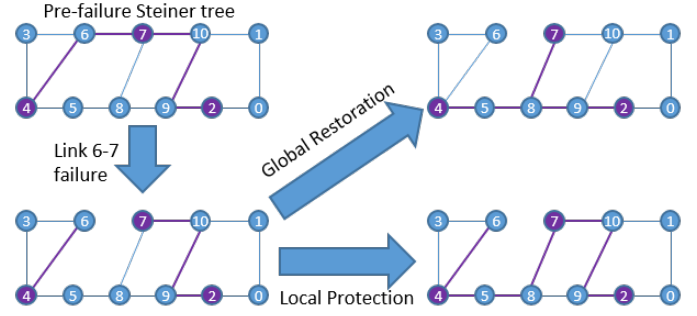 Pre-failure Steiner tree
3 6 7 10 1
4 5 8 9 2 0
3 6 7 10 1
4 5 8 9 2 0
Link 6-7
failure
Global Restoration
3 6 7 10 1
4 5 8 9 2 0
Local Protection
3 6 7 10 1
4 5 8 9 2 0